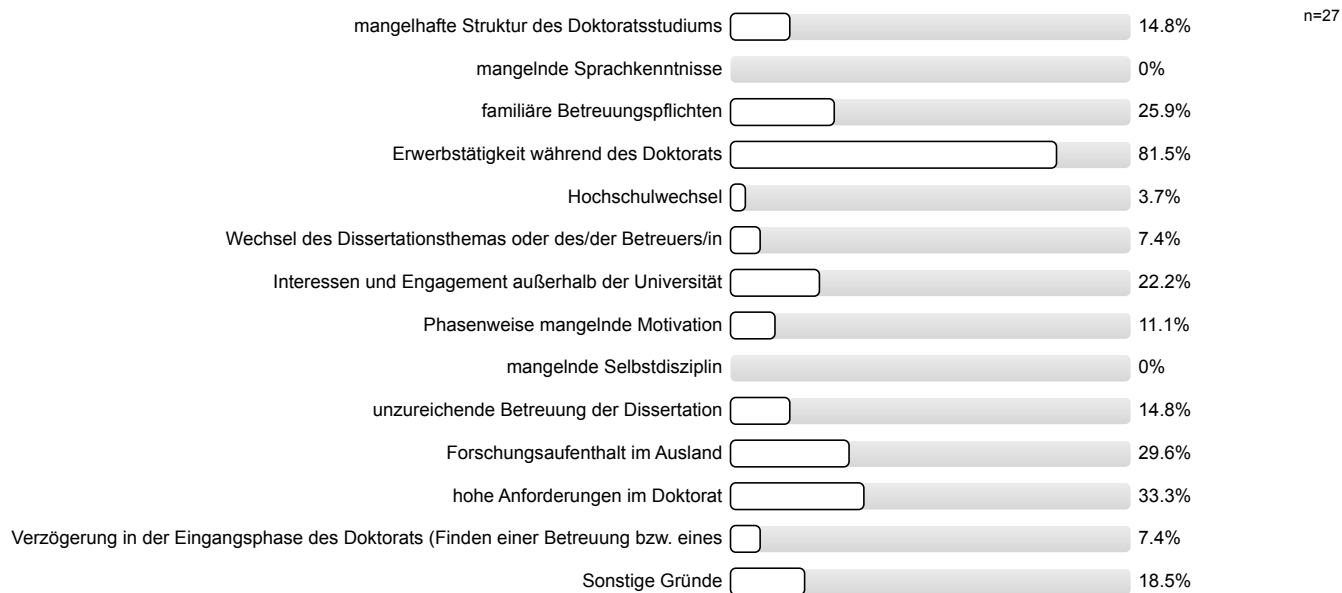 n=27
mangelhafte Struktur des Doktoratsstudiums 14.8%
mangelnde Sprachkenntnisse 0%
familiäre Betreuungspflichten 25.9%
Erwerbstätigkeit während des Doktorats 81.5%
Hochschulwechsel 3.7%
Wechsel des Dissertationsthemas oder des/der Betreuers/in 7.4%
Interessen und Engagement außerhalb der Universität 22.2%
Phasenweise mangelnde Motivation 11.1%
mangelnde Selbstdisziplin 0%
unzureichende Betreuung der Dissertation 14.8%
Forschungsaufenthalt im Ausland 29.6%
hohe Anforderungen im Doktorat 33.3%
Verzögerung in der Eingangsphase des Doktorats (Finden einer Betreuung bzw. eines 7.4%
Sonstige Gründe 18.5%